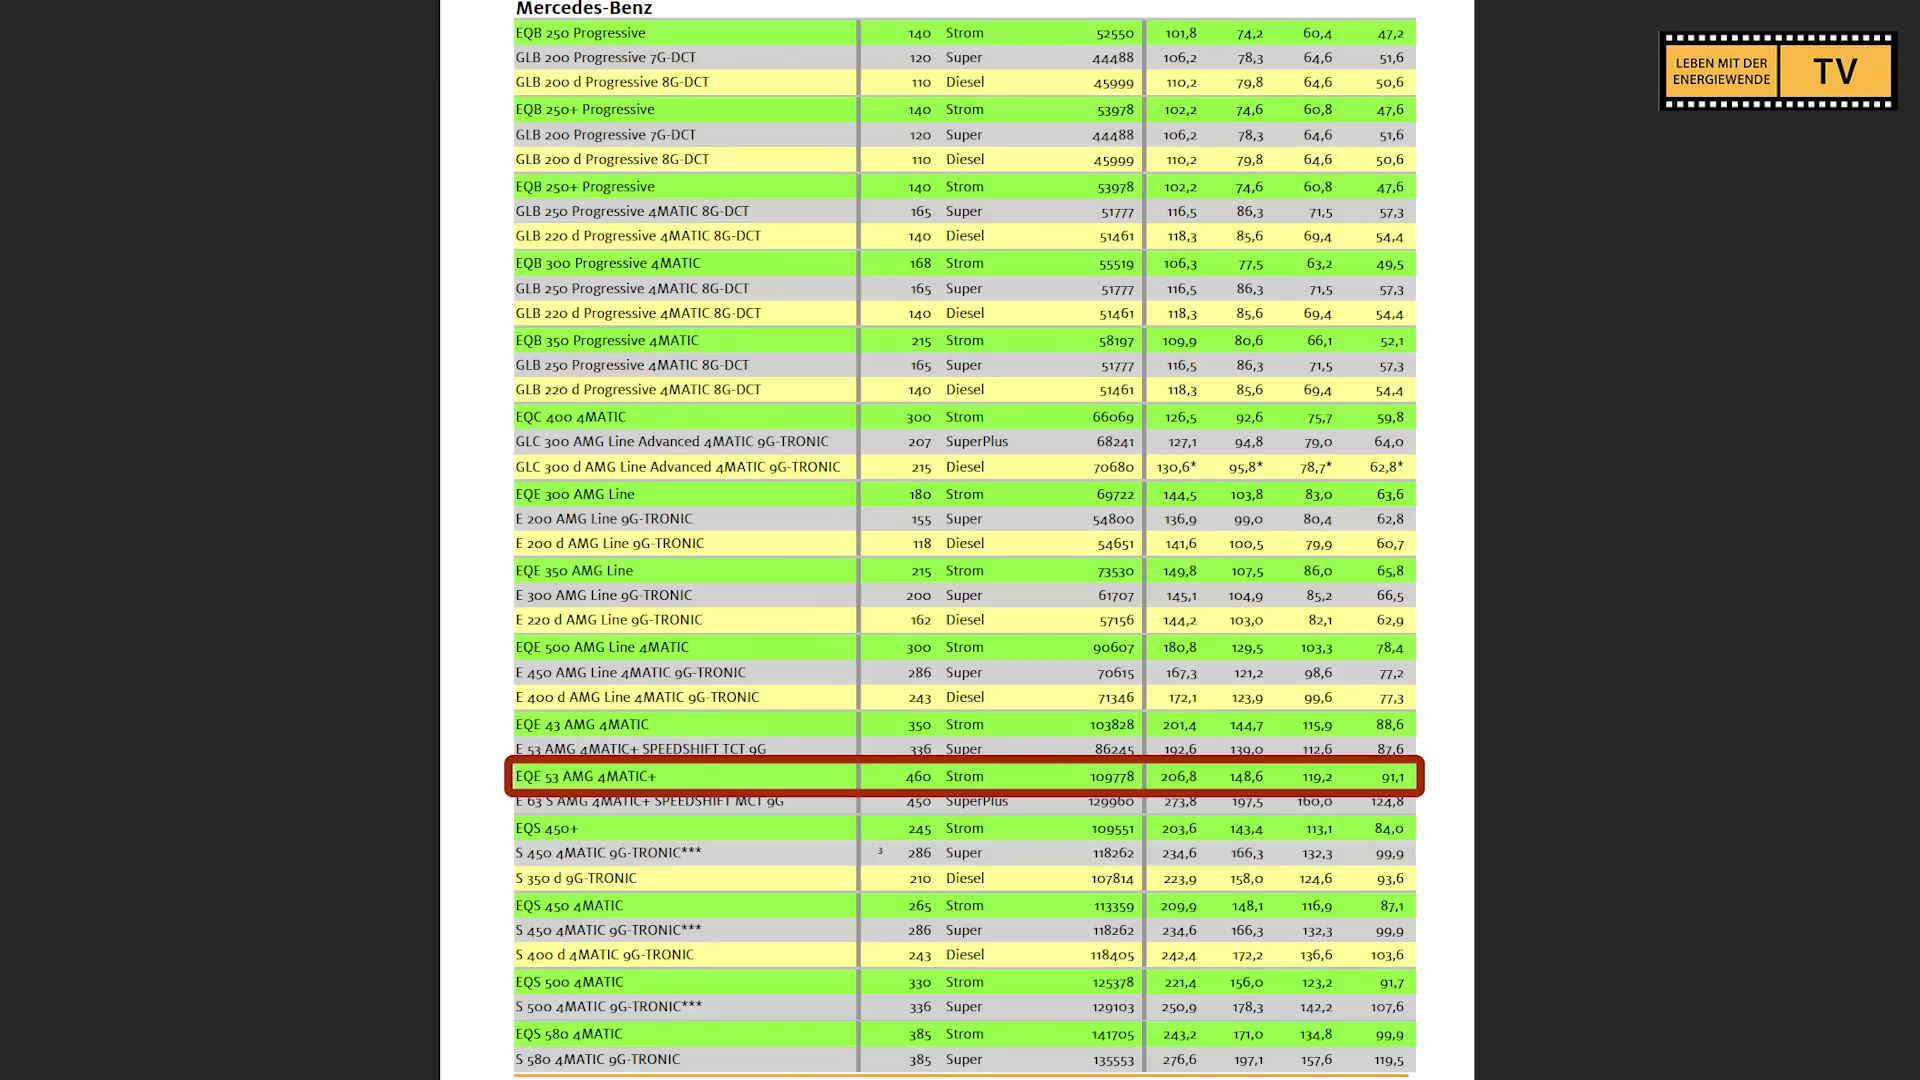 Mercedes-Benz
EQB 250 Progressive 140 Strom 52550 101,8 74,2 60,4 47,2
GLB 200 Progressive 7G-DCT 120 Super 44488 106,2 78,3 64,6 51,6
GLB 200 d Progressive 8G-DCT 110 Diesel 45999 110,2 79,8 64,6 50,6
EQB 250+ Progressive 140 Strom 53978 102,2 74,6 60,8 47,6
GLB 200 Progressive 7G-DCT 120 Super 44488 106,2 78,3 64,6 51,6
GLB 200 d Progressive 8G-DCT 110 Diesel 45999 110,2 79,8 64,6 50,6
EQB 250+ Progressive 140 Strom 53978 102,2 74,6 60,8 47,6
GLB 250 Progressive 4MATIC 8G-DCT 165 Super 51777 116,5 86,3 71,5 57,3
GLB 220 d Progressive 4MATIC 8G-DCT 140 Diesel 51461 118,3 85,6 69,4 54,4
EQB 300 Progressive 4MATIC 168 Strom 55519 106,3 77,5 63,2 49,5
GLB 250 Progressive 4MATIC 8G-DCT 165 Super 51777 116,5 86,3 71,5 57,3
GLB 220 d Progressive 4MATIC 8G-DCT 140 Diesel 51461 118,3 85,6 69,4 54,4
EQB 350 Progressive 4MATIC 215 Strom 58197 109,9 80,6 66,1 52,1
GLB 250 Progressive 4MATIC 8G-DCT 165 Super 51777 116,5 86,3 71,5 57,3
GLB 220 d Progressive 4MATIC 8G-DCT 140 Diesel 51461 118,3 85,6 69,4 54,4
EQC 400 4MATIC 300 Strom 66069 126,5 92,6 75,7 59,8
GLC 300 AMG Line Advanced 4MATIC 9G-TRONIC 207 SuperPlus 68241 127,1 94,8 79,0 64,0
GLC 300 d AMG Line Advanced 4MATIC 9G-TRONIC 215 Diesel 70680 130,6* 95,8* 78,7* 62,8*
EQE 300 AMG Line 180 Strom 69722 144,5 103,8 83,0 63,6
E 200 AMG Line 9G-TRONIC 155 Super 54800 136,9 99,0 80,4 62,8
E 200 d AMG Line 9G-TRONIC 118 Diesel 54651 141,6 100,5 79,9 60,7
EQE 350 AMG Line 215 Strom 73530 149,8 107,5 86,0 65,8
E 300 AMG Line 9G-TRONIC 200 Super 61707 145,1 104,9 85,2 66,5
E 220 d AMG Line 9G-TRONIC 162 Diesel 57156 144,2 103,0 82,1 62,9
EQE 500 AMG Line 4MATIC 300 Strom 90607 180,8 129,5 103,3 78,4
E 450 AMG Line 4MATIC 9G-TRONIC 286 Super 70615 167,3 121,2 98,6 77,2
E 400 d AMG Line 4MATIC 9G-TRONIC 243 Diesel 71346 172,1 123,9 99,6 77,3
EQE 43 AMG 4MATIC 350 Strom 103828 201,4 144,7 115,9 88,6
E 53 AMG 4MATIC+ SPEEDSHIFT TCT 9G 336 Super 86245 192,6 139,0 112,6 87,6
EQE 53 AMG 4MATIC+ 460 Strom 109778 206,8 148,6 119,2 91,1
E 63 S AMG 4MATIC+ SPEEDSHIFT MCT 9G 450 SuperPlus 129960 273,8 197,5 160,0 124,8
EQS 450+ 245 Strom 109551 203,6 143,4 113,1 84,0
S 450 4MATIC 9G-TRONIC*** 3 286 Super 118262 234,6 166,3 132,3 99,9
S 350 d 9G-TRONIC 210 Diesel 107814 223,9 158,0 124,6 93,6
EQS 450 4MATIC 265 Strom 113359 209,9 148,1 116,9 87,1
S 450 4MATIC 9G-TRONIC*** 286 Super 118262 234,6 166,3 132,3 99,9
S 400 d 4MATIC 9G-TRONIC 243 Diesel 118405 242,4 172,2 136,6 103,6
EQS 500 4MATIC 330 Strom 125378 221,4 156,0 123,2 91,7
S 500 4MATIC 9G-TRONIC*** 336 Super 129103 250,9 178,3 142,2 107,6
EQS 580 4MATIC 385 Strom 141705 243,2 171,0 134,8 99,9
S 580 4MATIC 9G-TRONIC 385 Super 135553 276,6 197,1 157,6 119,5
LEBEN MIT DER
ENERGIEWENDE
TV